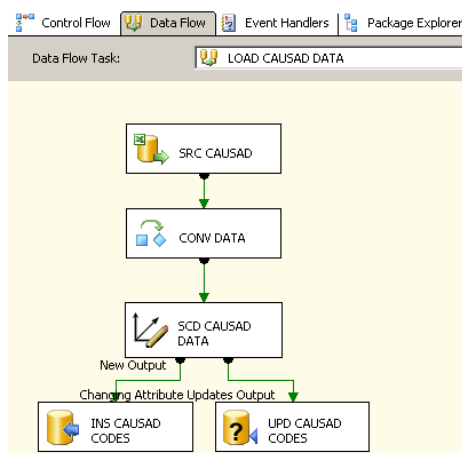 Control Flow Data Flow Event Handlers Package Explorer
Data Flow Task: LOAD CAUSAD DATA
SRC CAUSAD
CONV DATA
SCD CAUSAD
DATA
New Output
Changing Attribute Updates Output
INS CAUSAD
CODES
UPD CAUSAD
CODES